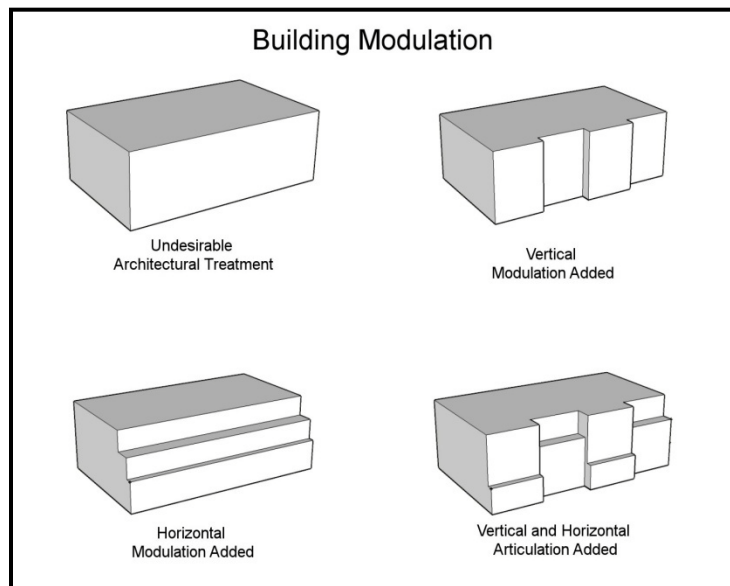 Building Modulation
Undesirable
Architectural Treatment
Vertical
Modulation Added
Horizontal
Modulation Added
Vertical and Horizontal
Articulation Added